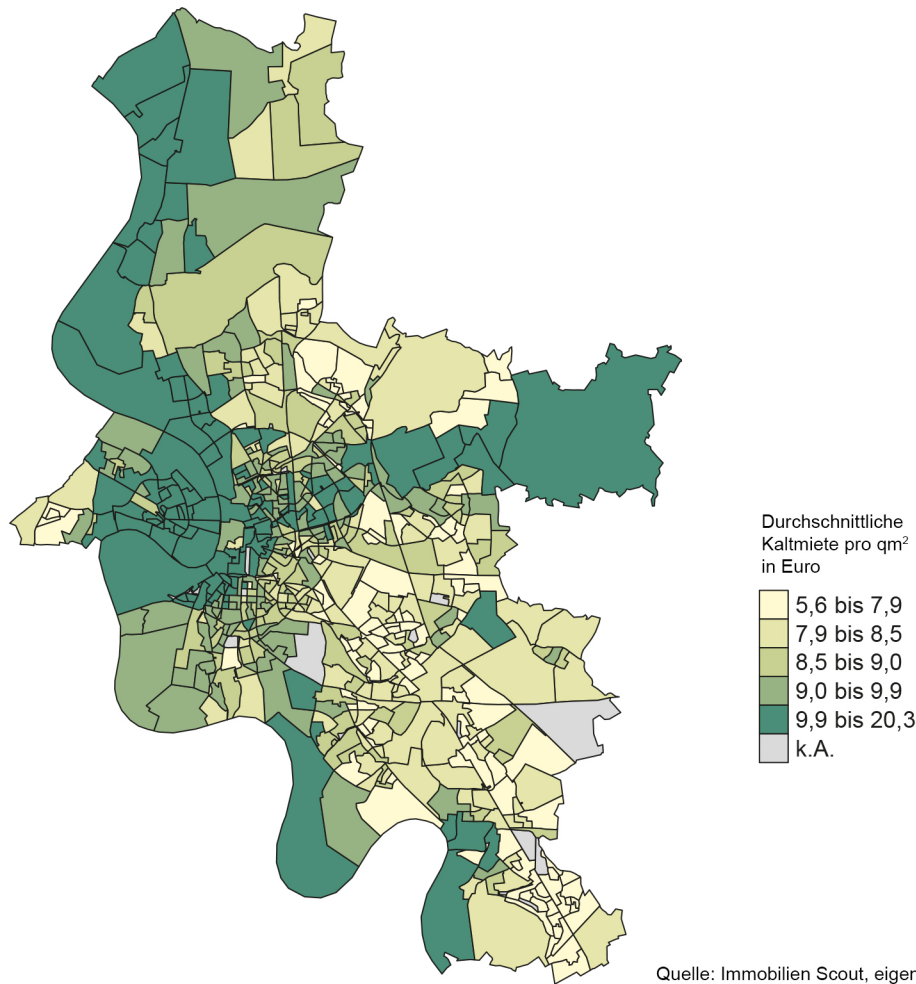 Durchschnittliche
Kaltmiete pro qm²
in Euro
5,6 bis 7,9
7,9 bis 8,5
8,5 bis 9,0
9,0 bis 9,9
9,9 bis 20,3
k.A.
Quelle: Immobilien Scout, eiger